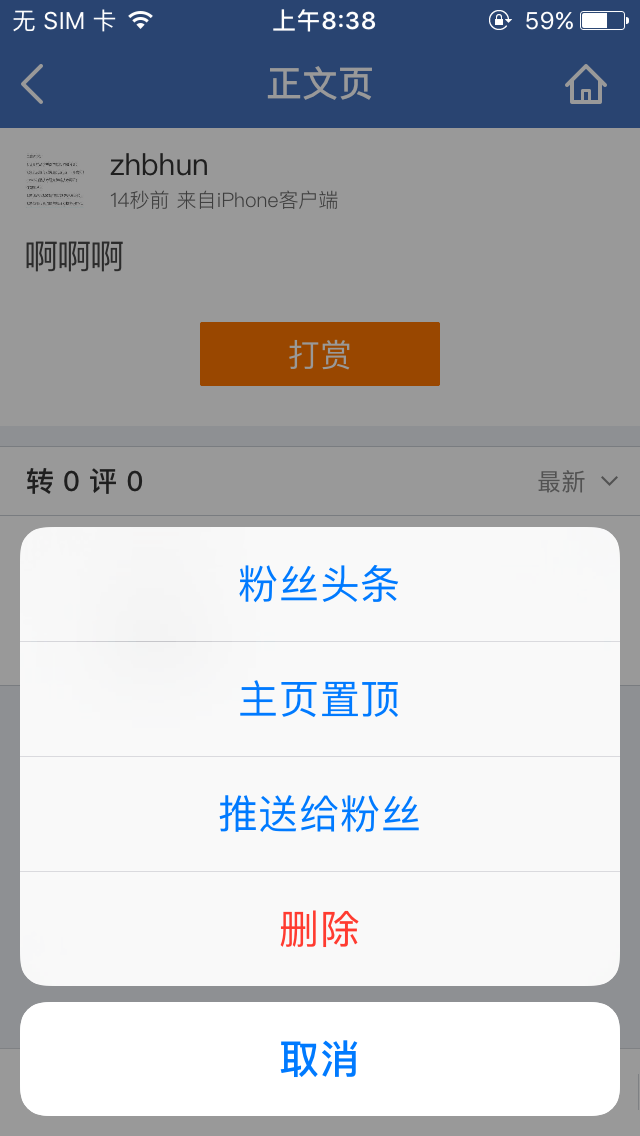 无 SIM 卡 上午8:38 59%
正文页
zhbhun
14秒前 来自iPhone客户端
啊啊啊
打赏
转 0 评 0 最新
粉丝头条
主页置顶
推送给粉丝
删除
取消